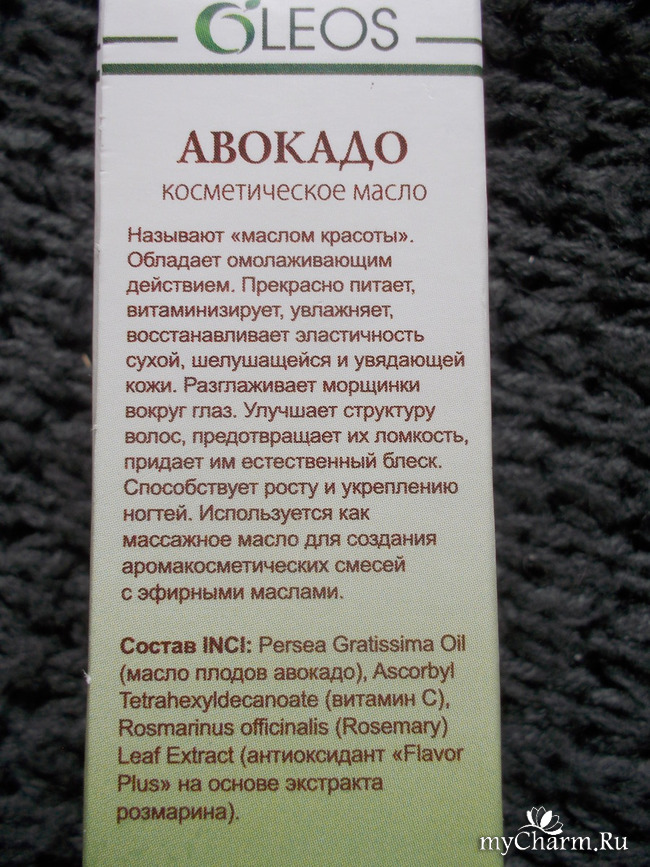 OLEOS
АВОКАДО
косметическое масло
Называют «маслом красоты».
Обладает омолаживающим
действием. Прекрасно питает,
витаминизирует, увлажняет,
восстанавливает эластичность
сухой, шелушащейся и увядающей
кожи. Разглаживает морщинки
вокруг глаз. Улучшает структуру
волос, предотвращает их ломкость,
придает им естественный блеск.
Способствует росту и укреплению
ногтей. Используется как
массажное масло для создания
аромакосметических смесей
с эфирными маслами.
Состав INCI: Persea Gratissima Oil
(масло плодов авокадо), Ascorbyl
Tetrahexyldecanoate (витамин С),
Rosmarinus officinalis (Rosemary)
Leaf Extract (антиоксидант «Flavor
Plus» на основе экстракта
розмарина).
myCharm.Ru